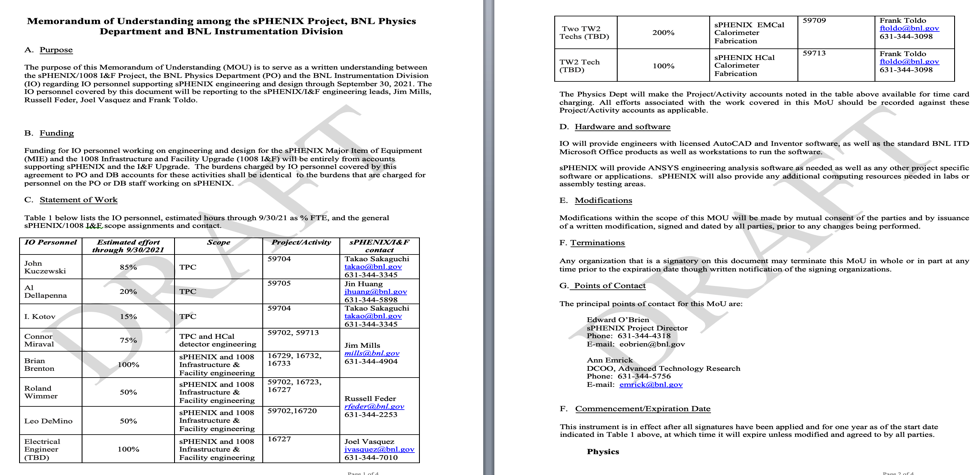 Memorandum of Understanding among the sPHENIX Project, BNL Physics
Department and BNL Instrumentation Division
A. Purpose
The purpose of this Memorandum of Understanding (MOU) is to serve as a written understanding between
the sPHENIX/1008 I&F Project, the BNL Physics Department (PO) and the BNL Instrumentation Division
(IO) regarding IO personnel supporting sPHENIX engineering and design through September 30, 2021. The
IO personnel covered by this document will be reporting to the sPHENIX/I&F engineering leads, Jim Mills,
Russell Feder, Joel Vasquez and Frank Toldo.
B. Funding
Funding for IO personnel working on engineering and design for the sPHENIX Major Item of Equipment
(MIE) and the 1008 Infrastructure and Facility Upgrade (1008 I&F) will be entirely from accounts
supporting sPHENIX and the I&F Upgrade. The burdens charged by IO personnel covered by this
agreement to PO and DB accounts for these activities shall be identical to the burdens that are charged for
personnel on the PO or DB staff working on sPHENIX.
C. Statement of Work
Table 1 below lists the IO personnel, estimated hours through 9/30/21 as % FTE, and the general
sPHENIX/1008 I&F scope assignments and contact.
IO Personnel Estimated effort through 9/30/2021 Scope Project/Activity sPHENIX/I&F contact
John Kuczewski 85% TPC 59704 Takao Sakaguchi takao@bnl.gov 631-344-3345
Al Dellapenna 20% TPC 59705 Jin Huang jhuang@bnl.gov 631-344-5898
I. Kotov 15% TPC 59704 Takao Sakaguchi takao@bnl.gov 631-344-3345
Connor Miraval 75% TPC and HCal detector engineering 59702, 59713 Jim Mills mills@bnl.gov 631-344-4904
Brian Brenton 100% sPHENIX and 1008 Infrastructure & Facility engineering 16729, 16732, 16733
Roland Wimmer 50% sPHENIX and 1008 Infrastructure & Facility engineering 59702, 16723, 16727 Russell Feder rfeder@bnl.gov 631-344-2253
Leo DeMino 50% sPHENIX and 1008 Infrastructure & Facility engineering 59702,16720
Electrical Engineer (TBD) 100% sPHENIX and 1008 Infrastructure & Facility engineering 16727 Joel Vasquez jvasquez@bnl.gov 631-344-7010
Page 1 of 4
DRAFT
Two TW2 Techs (TBD) 200% sPHENIX EMCal Calorimeter Fabrication 59709 Frank Toldo ftoldo@bnl.gov 631-344-3098
TW2 Tech (TBD) 100% sPHENIX HCal Calorimeter Fabrication 59713 Frank Toldo ftoldo@bnl.gov 631-344-3098
The Physics Dept will make the Project/Activity accounts noted in the table above available for time card
charging. All efforts associated with the work covered in this MoU should be recorded against these
Project/Activity accounts as applicable.
D. Hardware and software
IO will provide engineers with licensed AutoCAD and Inventor software, as well as the standard BNL ITD
Microsoft Office products as well as workstations to run the software.
sPHENIX will provide ANSYS engineering analysis software as needed as well as any other project specific
software or applications. sPHENIX will also provide any additional computing resources needed in labs or
assembly testing areas.
E. Modifications
Modifications within the scope of this MOU will be made by mutual consent of the parties and by issuance
of a written modification, signed and dated by all parties, prior to any changes being performed.
F. Terminations
Any organization that is a signatory on this document may terminate this MOU in whole or in part at any
time prior to the expiration date though written notification of the signing organizations.
G. Points of Contact
The principal points of contact for this MoU are:
Edward O'Brien
sPHENIX Project Director
Phone: 631-344-4318
E-mail: eobrien@bnl.gov
Ann Emrick
DCOO, Advanced Technology Research
Phone: 631-344-5756
E-mail: emrick@bnl.gov
F. Commencement/Expiration Date
This instrument is in effect after all signatures have been applied and for one year as of the start date
indicated in Table 1 above, at which time it will expire unless modified and agreed to by all parties.
Physics
Page 2 of 4
DRAFT